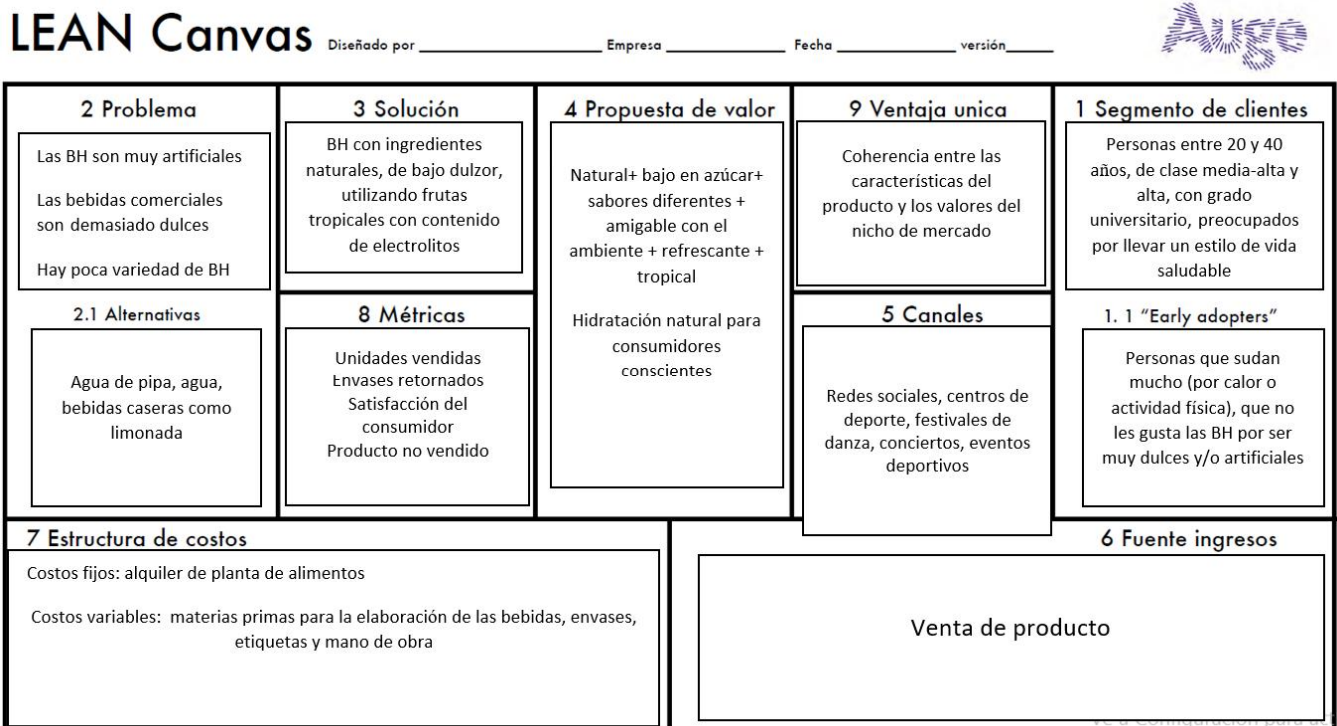 LEAN Canvas Diseñado por Empresa Fecha versión
Auge
2 Problema
Las BH son muy artificiales
Las bebidas comerciales
son demasiado dulces
Hay poca variedad de BH
2.1 Alternativas
Agua de pipa, agua,
bebidas caseras como
limonada
3 Solución
BH con ingredientes
naturales, de bajo dulzor,
utilizando frutas
tropicales con contenido
de electrolitos
8 Métricas
Unidades vendidas
Envases retornados
Satisfacción del
consumidor
Producto no vendido
4 Propuesta de valor
Natural+ bajo en azúcar+
sabores diferentes +
amigable con el
ambiente + refrescante +
tropical
Hidratación natural para
consumidores
conscientes
9 Ventaja unica
Coherencia entre las
características del
producto y los valores del
nicho de mercado
5 Canales
Redes sociales, centros de
deporte, festivales de
danza, conciertos, eventos
deportivos
1 Segmento de clientes
Personas entre 20 y 40
años, de clase media-alta y
alta, con grado
universitario, preocupados
por llevar un estilo de vida
saludable
1. 1 “Early adopters”
Personas que sudan
mucho (por calor o
actividad física), que no
les gusta las BH por ser
muy dulces y/o artificiales
7 Estructura de costos
Costos fijos: alquiler de planta de alimentos
Costos variables: materias primas para la elaboración de las bebidas, envases,
etiquetas y mano de obra
6 Fuente ingresos
Venta de producto